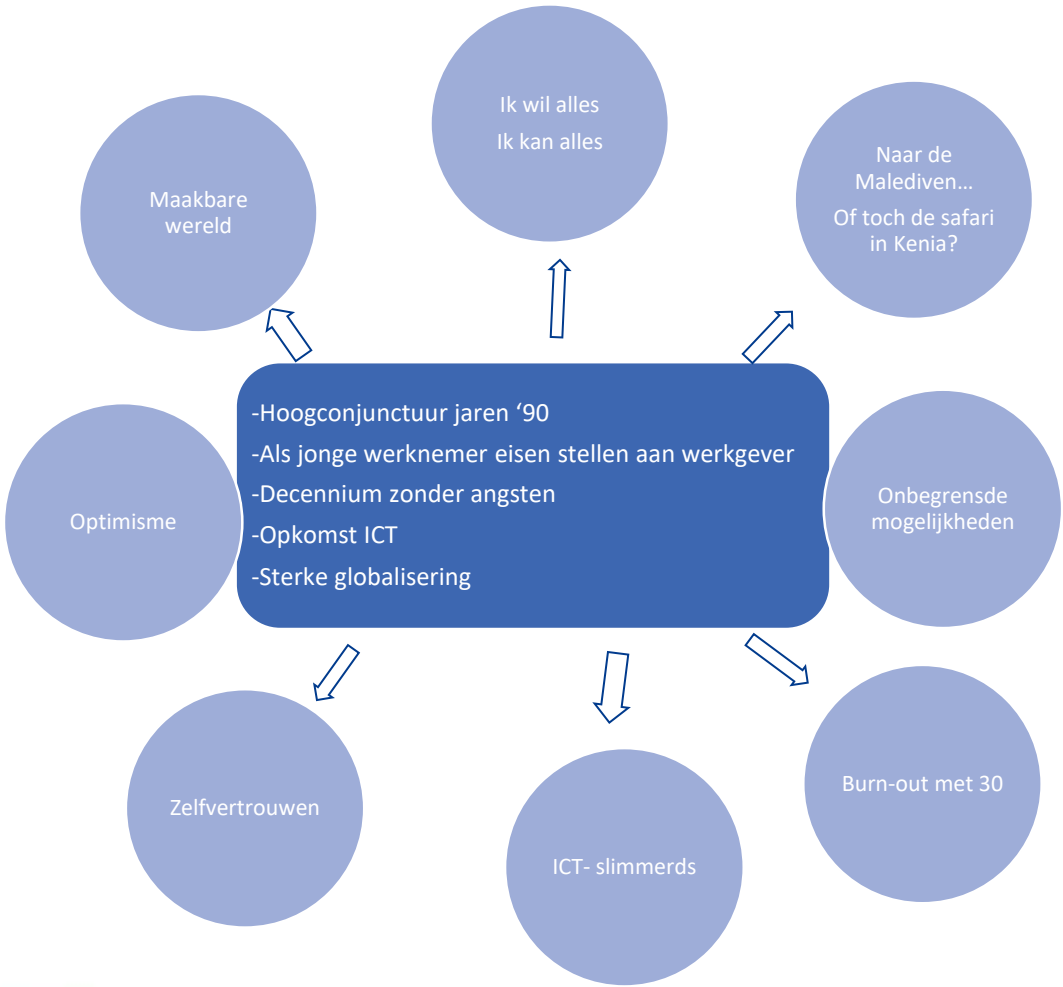 Ik wil alles
Ik kan alles
Naar de
Malediven…
Of toch de safari
in Kenia?
Maakbare
wereld
-Hoogconjunctuur jaren ‘90
-Als jonge werknemer eisen stellen aan werkgever
-Decennium zonder angsten
-Opkomst ICT
-Sterke globalisering
Optimisme
Onbegrensde
mogelijkheden
Zelfvertrouwen
ICT- slimmerds
Burn-out met 30